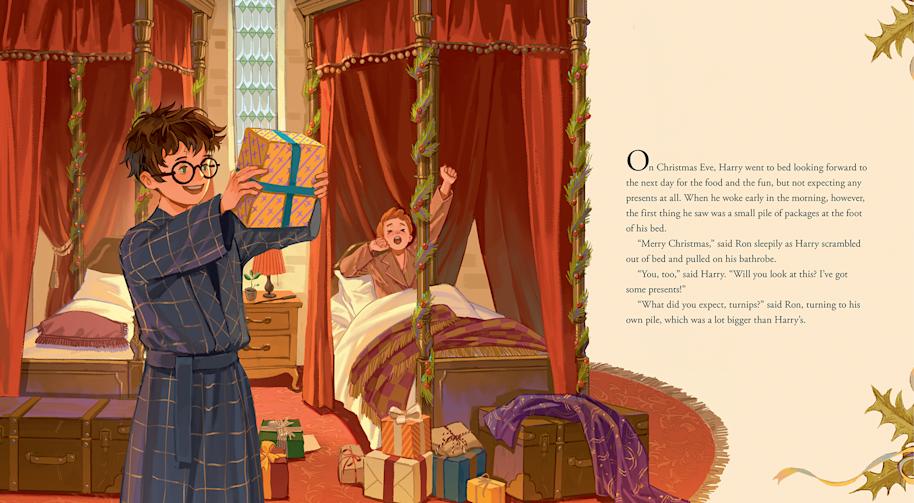 On Christmas Eve, Harry went to bed looking forward to
the next day for the food and the fun, but not expecting any
presents at all. When he woke early in the morning, however,
the first thing he saw was a small pile of packages at the foot
of his bed.
“Merry Christmas,” said Ron sleepily as Harry scrambled
out of bed and pulled on his bathrobe.
“You, too,” said Harry. “Will you look at this? I’ve got
some presents!”
“What did you expect, turnips?” said Ron, turning to his
own pile, which was a lot bigger than Harry’s.